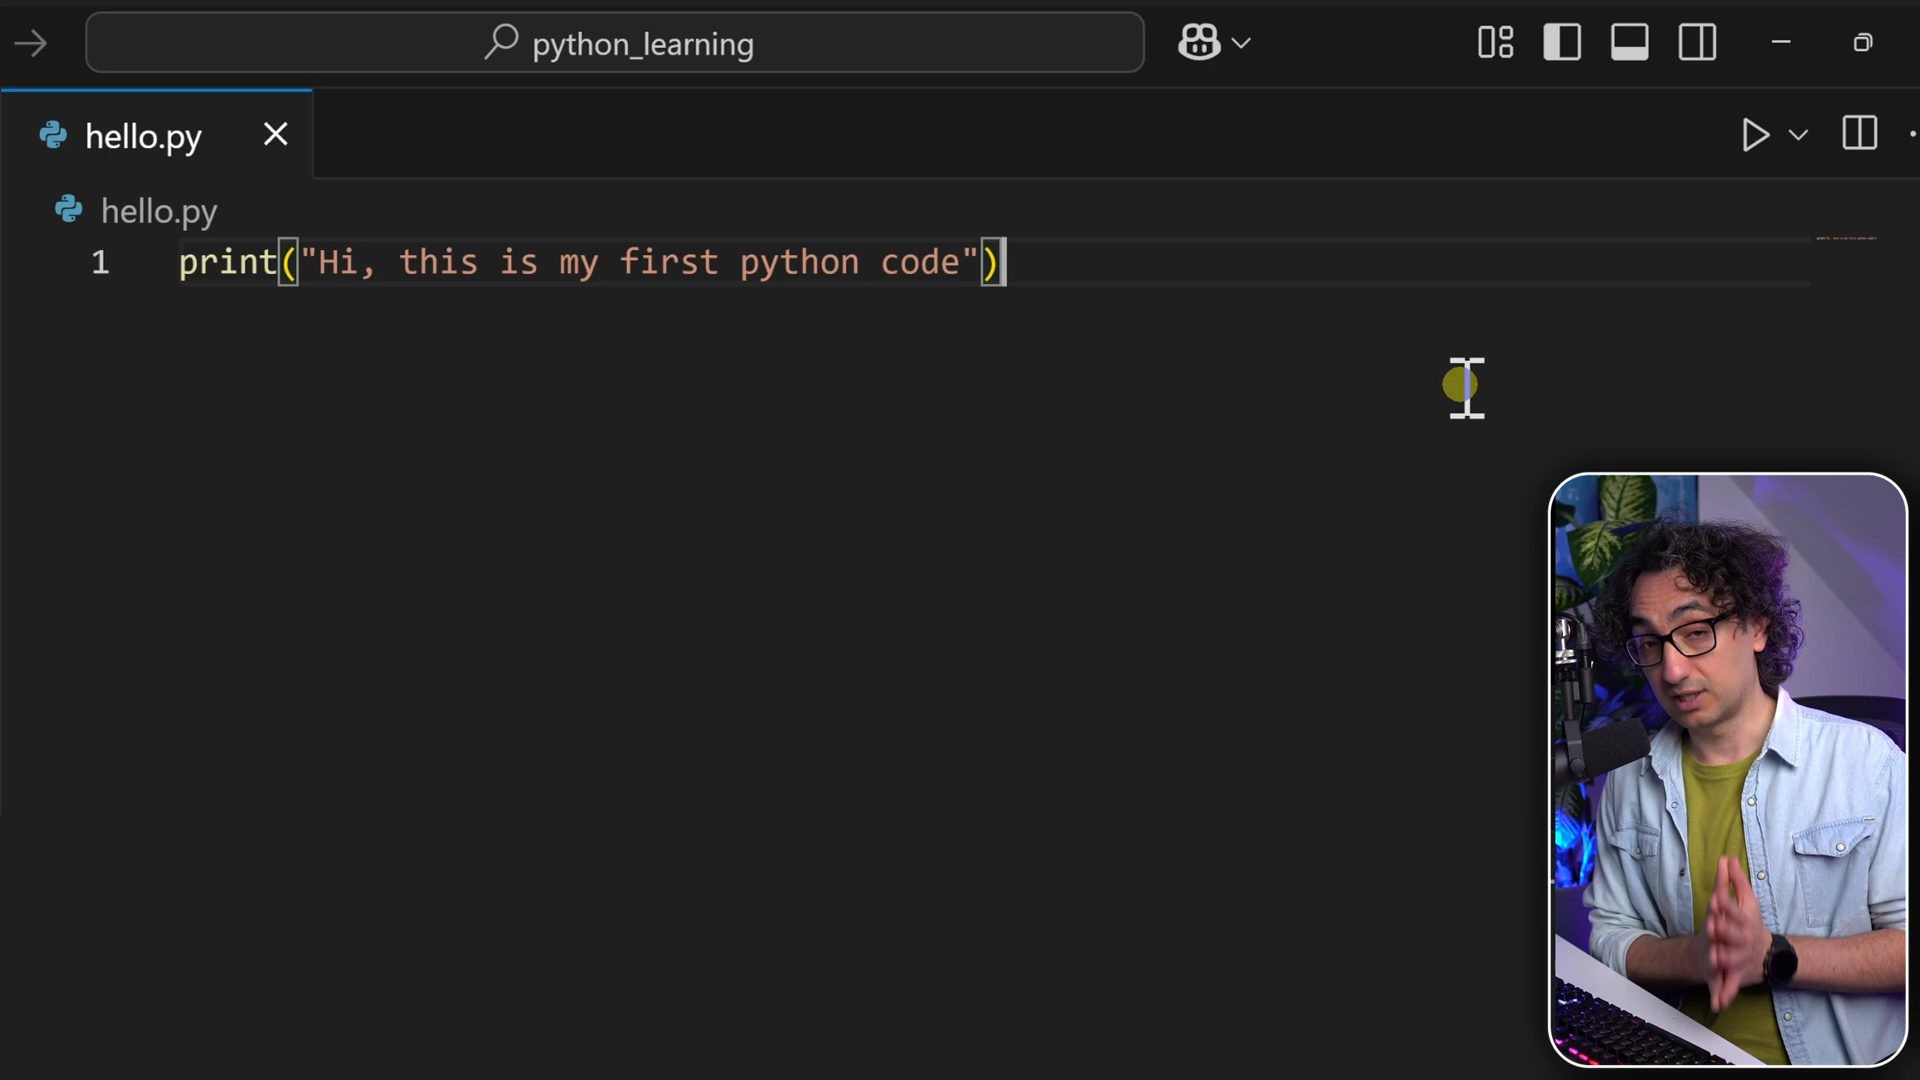 python_learning
hello.py
hello.py
1 print("Hi, this is my first python code")